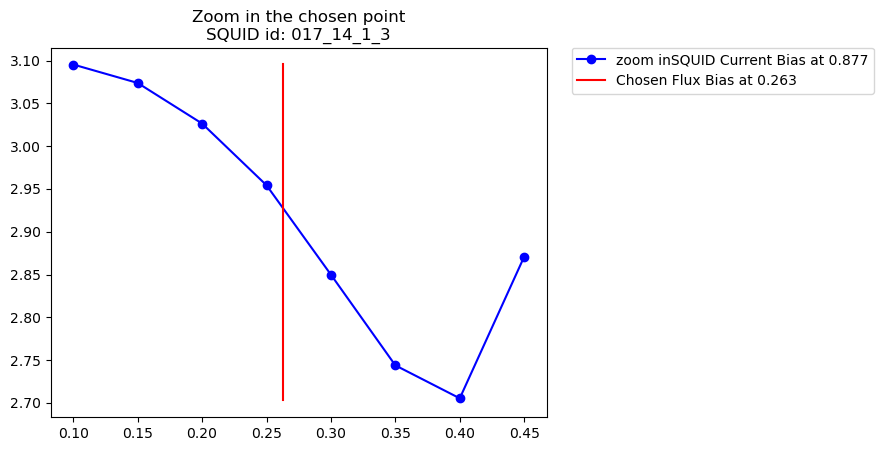 Zoom in the chosen point
SQUID id: 017_14_1_3
zoom inSQUID Current Bias at 0.877
Chosen Flux Bias at 0.263
3.10
3.05
3.00
2.95
2.90
2.85
2.80
2.75
2.70
0.10 0.15 0.20 0.25 0.30 0.35 0.40 0.45